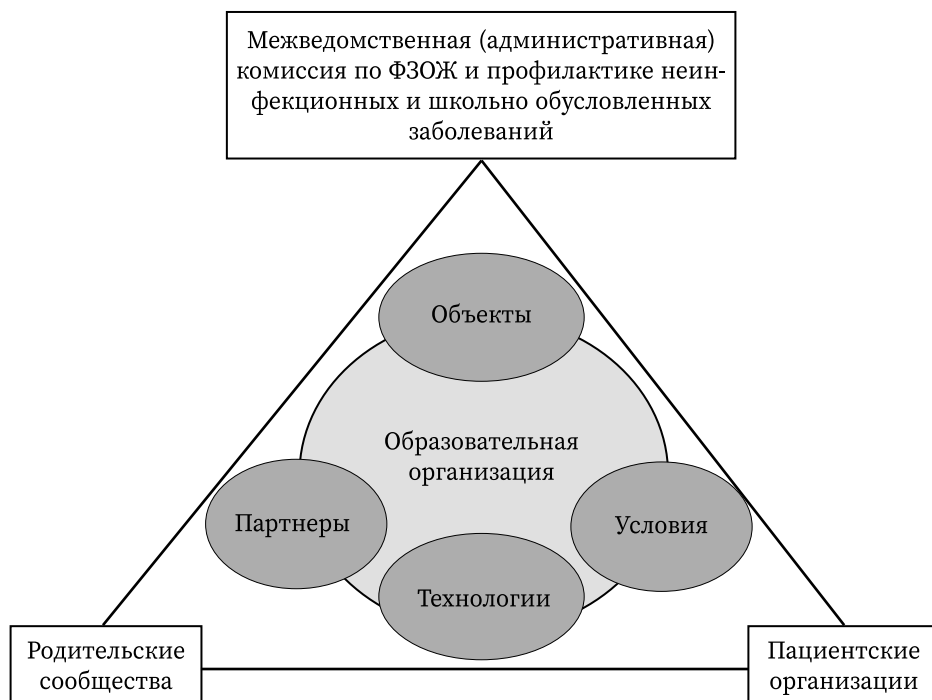 Межведомственная (административная)
комиссия по ФЗОЖ и профилактике неин-
фекционных и школьно обусловленных
заболеваний
Объекты
Образовательная
организация
Партнеры
Условия
Технологии
Родительские
сообщества
Пациентские
организации